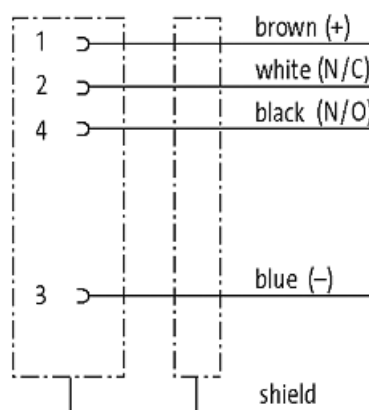 1 brown (+)
2 white (N/C)
4 black (N/O)
3 blue (–)
shield